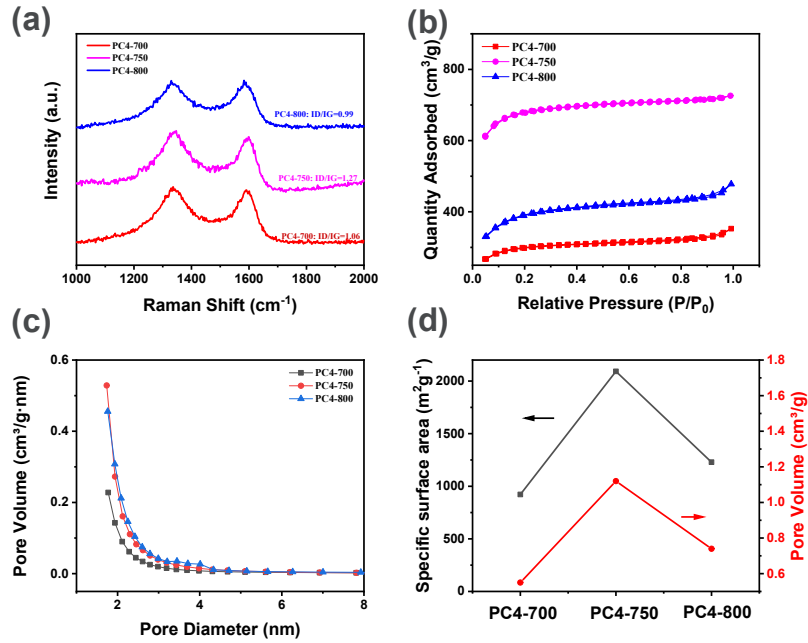 (a)
PC4-700
PC4-750
PC4-800
PC4-800: ID/IG=0.99
PC4-750: ID/IG=1.27
PC4-700: ID/IG=1.06
Intensity (a.u.)
1000 1200 1400 1600 1800 2000
Raman Shift (cm⁻¹)
(b)
PC4-700
PC4-750
PC4-800
Quantity Adsorbed (cm³/g)
800
600
400
200
0.0 0.2 0.4 0.6 0.8 1.0
Relative Pressure (P/P₀)
(c)
PC4-700
PC4-750
PC4-800
Pore Volume (cm³/g·nm)
0.6
0.4
0.2
0.0
2 4 6 8
Pore Diameter (nm)
(d)
Specific surface area (m²g⁻¹)
2000
1500
1000
500
0
PC4-700 PC4-750 PC4-800
1.8
1.6
1.4
1.2
1.0
0.8
0.6
Pore Volume (cm³/g)